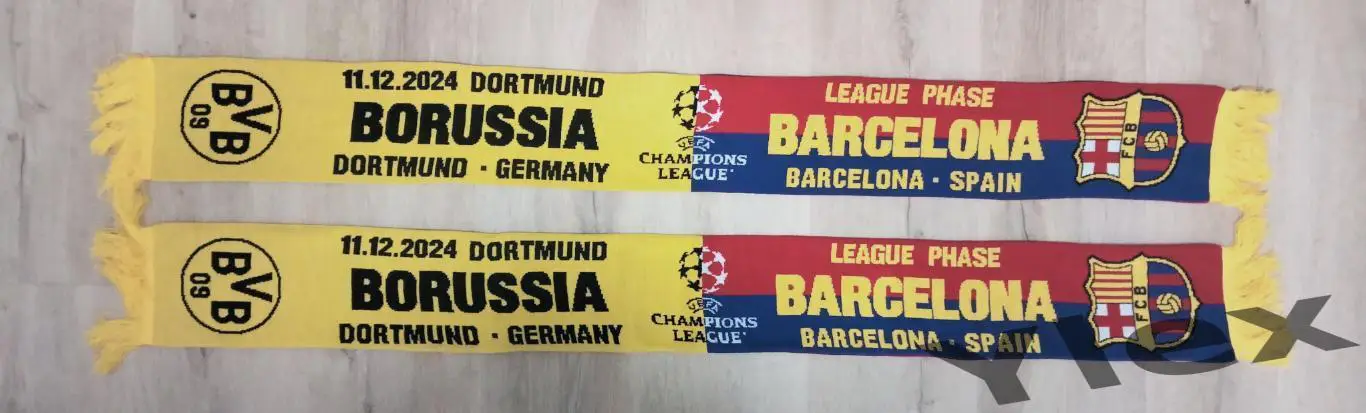 BVB
09
11.12.2024 DORTMUND
BORUSSIA
DORTMUND · GERMANY
UEFA
CHAMPIONS
LEAGUE
LEAGUE PHASE
BARCELONA
BARCELONA · SPAIN
FCB
BVB
09
11.12.2024 DORTMUND
BORUSSIA
DORTMUND · GERMANY
UEFA
CHAMPIONS
LEAGUE
LEAGUE PHASE
BARCELONA
BARCELONA · SPAIN
FCB
Ylex